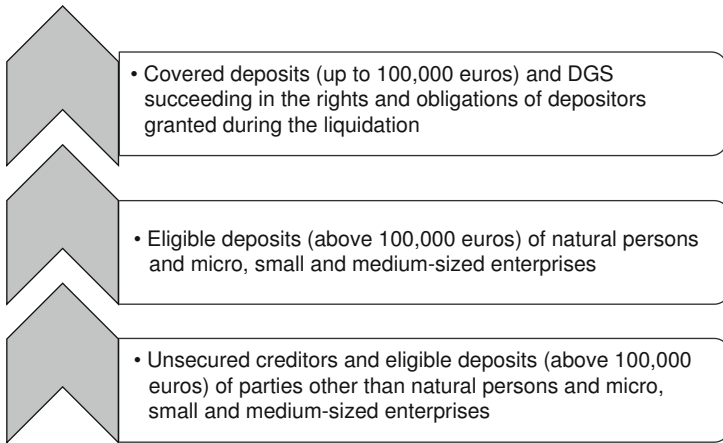 • Covered deposits (up to 100,000 euros) and DGS
succeeding in the rights and obligations of depositors
granted during the liquidation
• Eligible deposits (above 100,000 euros) of natural persons
and micro, small and medium-sized enterprises
• Unsecured creditors and eligible deposits (above 100,000
euros) of parties other than natural persons and micro,
small and medium-sized enterprises